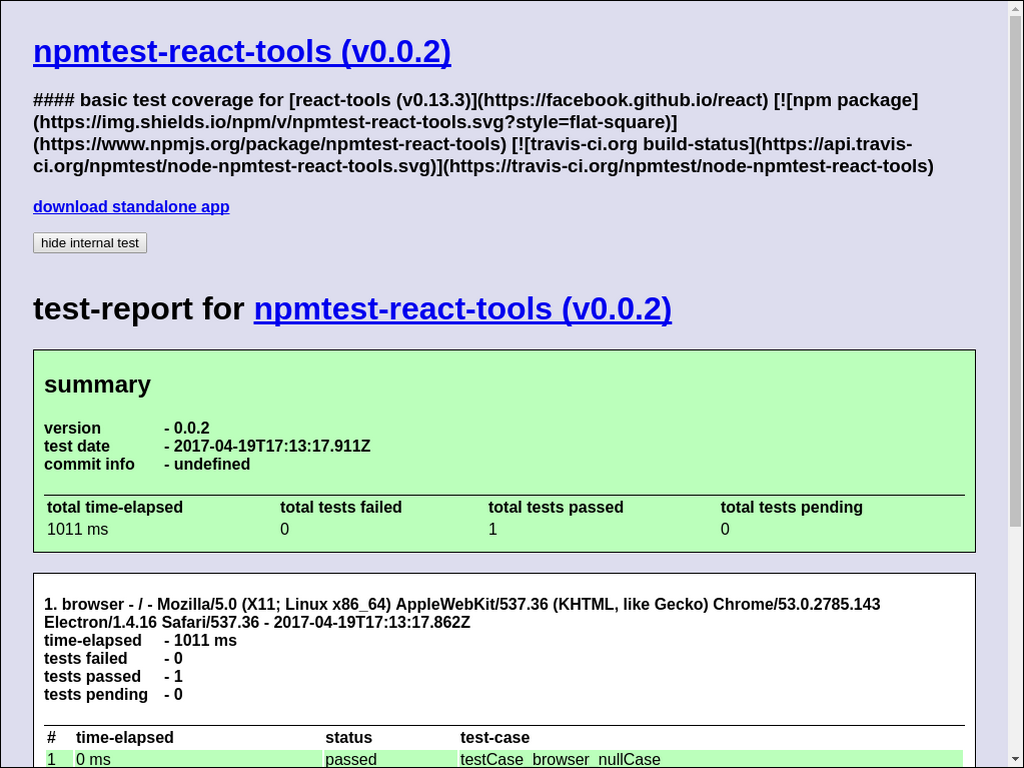 npmtest-react-tools (v0.0.2)
#### basic test coverage for [react-tools (v0.13.3)](https://facebook.github.io/react) [![npm package]
(https://img.shields.io/npm/v/npmtest-react-tools.svg?style=flat-square)]
(https://www.npmjs.org/package/npmtest-react-tools) [![travis-ci.org build-status](https://api.travis-
ci.org/npmtest/node-npmtest-react-tools.svg)](https://travis-ci.org/npmtest/node-npmtest-react-tools)
download standalone app
hide internal test
test-report for npmtest-react-tools (v0.0.2)
summary
version - 0.0.2
test date - 2017-04-19T17:13:17.911Z
commit info - undefined
total time-elapsed total tests failed total tests passed total tests pending
1011 ms 0 1 0
1. browser - / - Mozilla/5.0 (X11; Linux x86_64) AppleWebKit/537.36 (KHTML, like Gecko) Chrome/53.0.2785.143
Electron/1.4.16 Safari/537.36 - 2017-04-19T17:13:17.862Z
time-elapsed - 1011 ms
tests failed - 0
tests passed - 1
tests pending - 0
# time-elapsed status test-case
1 0 ms passed testCase_browser_nullCase